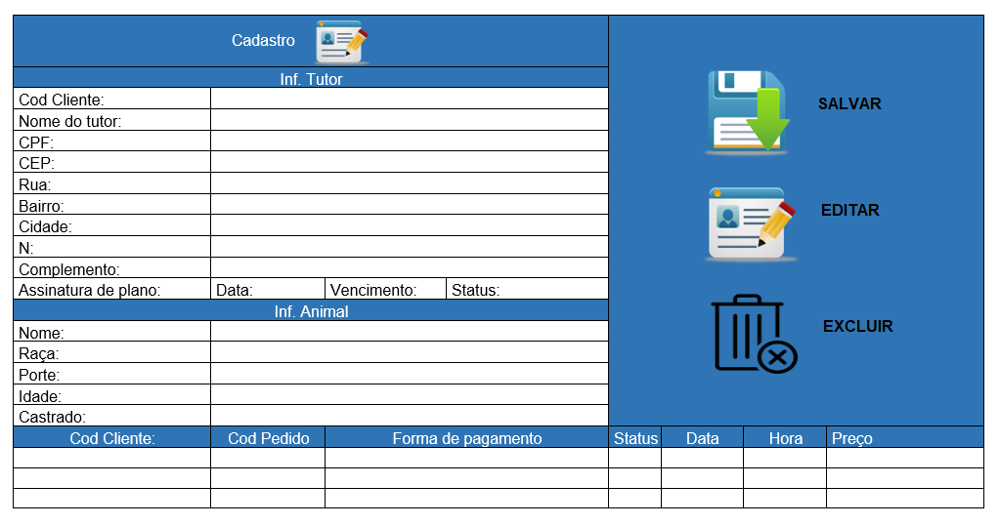 Cadastro
Inf. Tutor
Cod Cliente:
Nome do tutor:
CPF:
CEP:
Rua:
Bairro:
Cidade:
N:
Complemento:
Assinatura de plano: Data: Vencimento: Status:
Inf. Animal
Nome:
Raça:
Porte:
Idade:
Castrado:
SALVAR
EDITAR
EXCLUIR
Cod Cliente: Cod Pedido Forma de pagamento Status Data Hora Preço